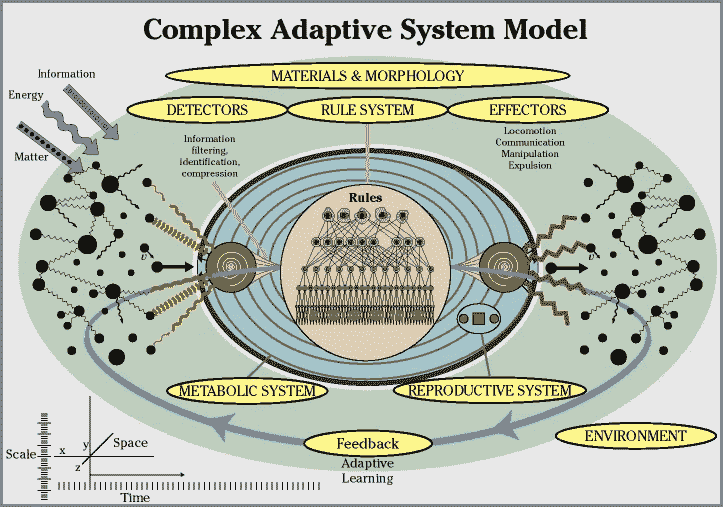 Complex Adaptive System Model
Information
Energy
Matter
MATERIALS & MORPHOLOGY
DETECTORS
RULE SYSTEM
EFFECTORS
Information
filtering,
identification,
compression
Locomotion
Communication
Manipulation
Expulsion
Rules
v
v
METABOLIC SYSTEM
REPRODUCTIVE SYSTEM
Feedback
Adaptive
Learning
ENVIRONMENT
Scale
x
y
z
Space
Time